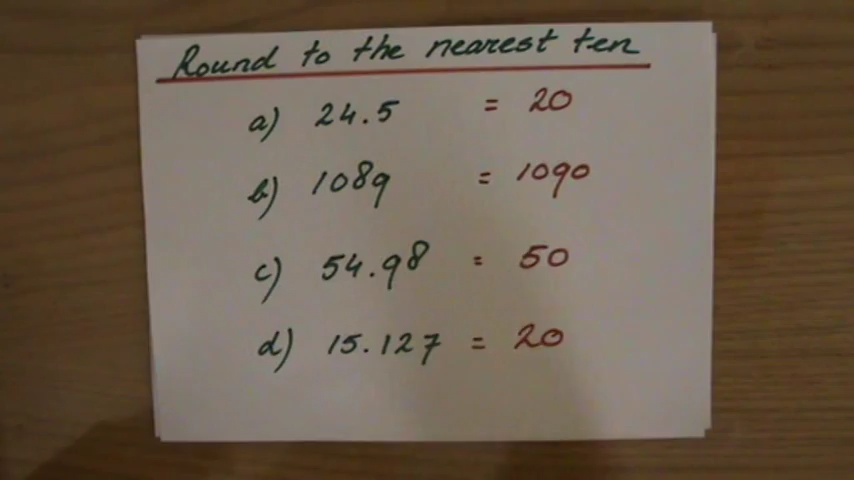 Round to the nearest ten
a) 24.5 = 20
b) 1089 = 1090
c) 54.98 = 50
d) 15.127 = 20